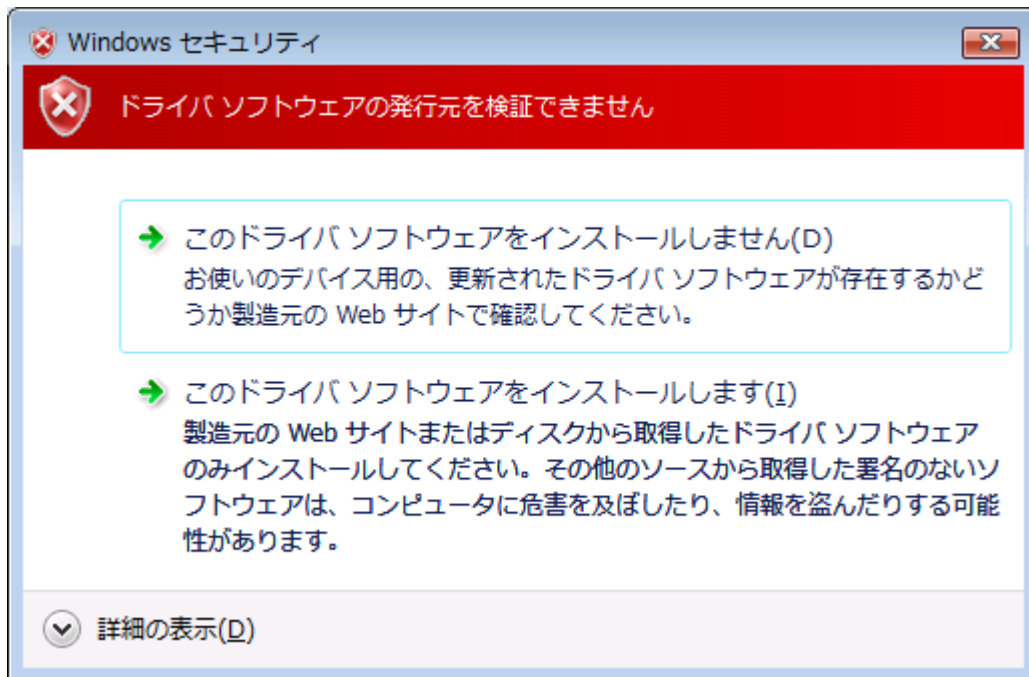 Windows セキュリティ
ドライバ ソフトウェアの発行元を検証できません
このドライバ ソフトウェアをインストールしません(D)
お使いのデバイス用の、更新されたドライバ ソフトウェアが存在するかど
うか製造元の Web サイトで確認してください。
このドライバ ソフトウェアをインストールします(I)
製造元の Web サイトまたはディスクから取得したドライバ ソフトウェア
のみインストールしてください。その他のソースから取得した署名のないソ
フトウェアは、コンピュータに危害を及ぼしたり、情報を盗んだりする可能
性があります。
詳細の表示(D)